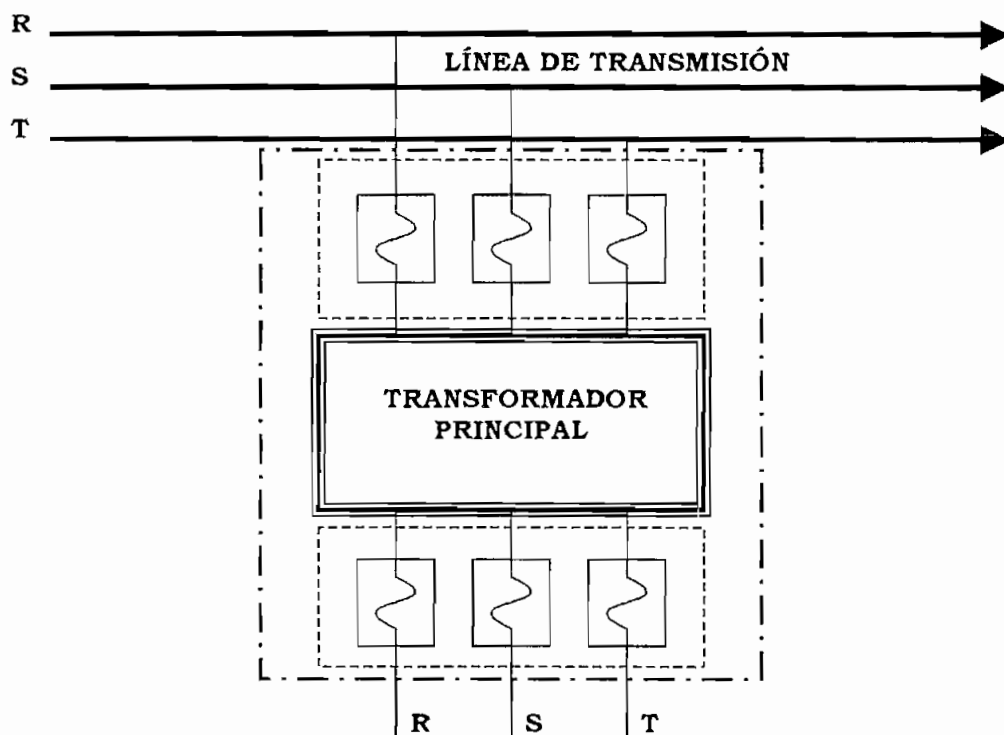 R
LÍNEA DE TRANSMISIÓN
S
T
TRANSFORMADOR
PRINCIPAL
R S T